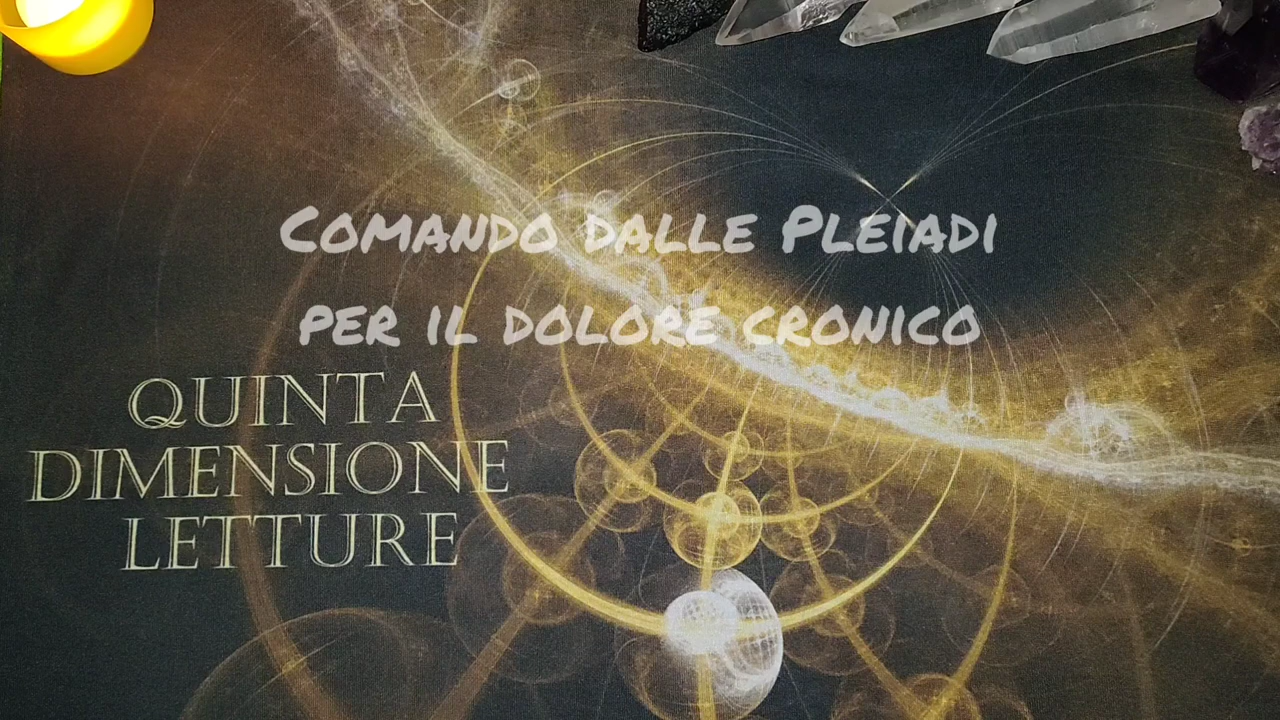 Comando dalle Pleiadi
per il dolore cronico
QUINTA
DIMENSIONE
LETTURE